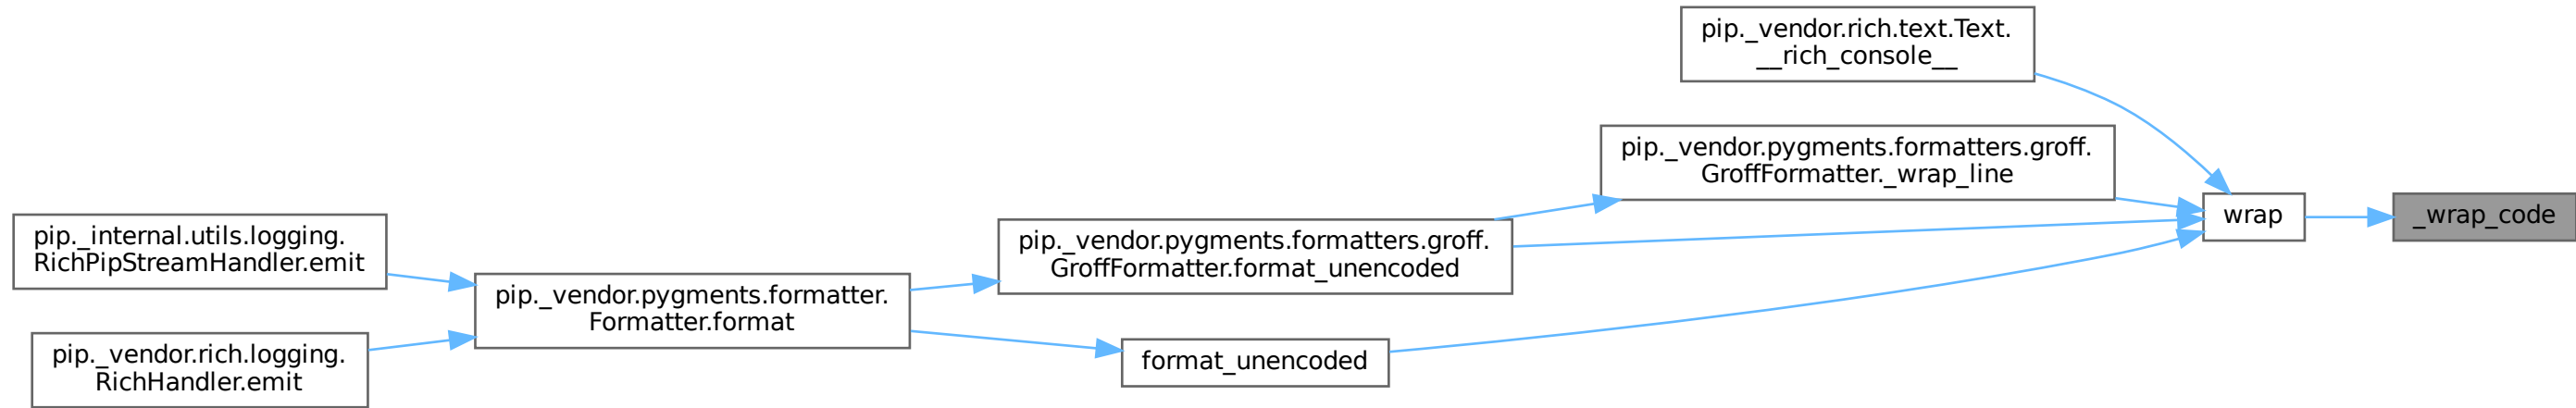 pip._vendor.rich.text.Text.
__rich_console__
pip._vendor.pygments.formatters.groff.
GroffFormatter._wrap_line
wrap
_wrap_code
pip._internal.utils.logging.
RichPipStreamHandler.emit
pip._vendor.pygments.formatters.groff.
GroffFormatter.format_unencoded
pip._vendor.pygments.formatter.
Formatter.format
pip._vendor.rich.logging.
RichHandler.emit
format_unencoded